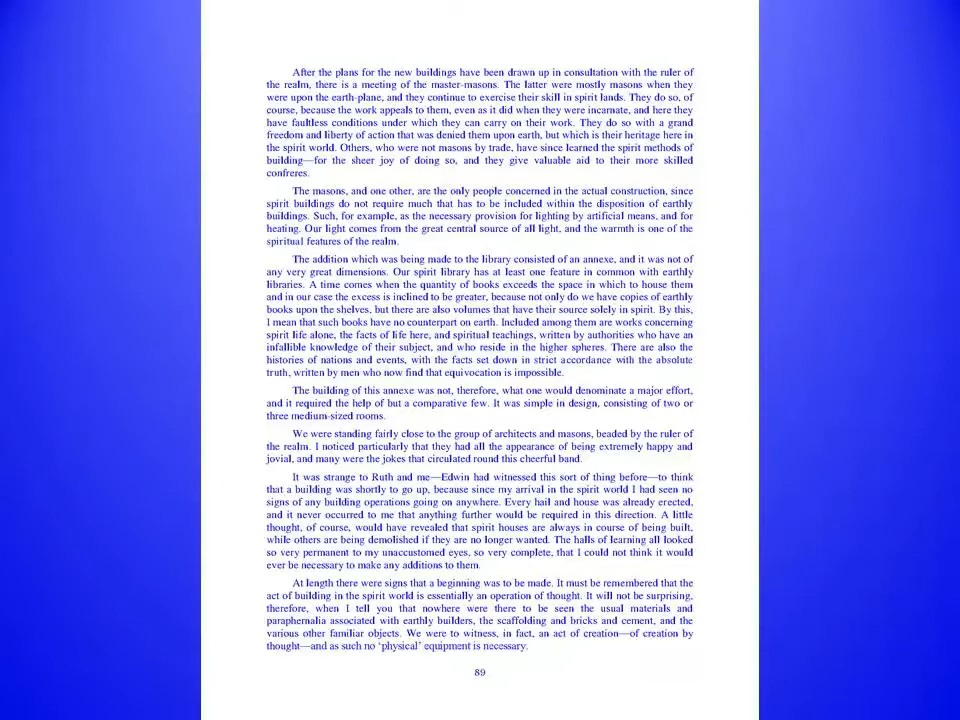 After the plans for the new buildings have been drawn up in consultation with the ruler of
the realm, there is a meeting of the master-masons. The latter were mostly masons when they
were upon the earth-plane, and they continue to exercise their skill in spirit lands. They do so, of
course, because the work appeals to them, even as it did when they were incarnate, and here they
have faultless conditions under which they can carry on their work. They do so with a grand
freedom and liberty of action that was denied them upon earth, but which is their heritage here in
the spirit world. Others, who were not masons by trade, have since learned the spirit methods of
building—for the sheer joy of doing so, and they give valuable aid to their more skilled
confreres.
The masons, and one other, are the only people concerned in the actual construction, since
spirit buildings do not require much that has to be included within the disposition of earthly
buildings. Such, for example, as the necessary provision for lighting by artificial means, and for
heating. Our light comes from the great central source of all light, and the warmth is one of the
spiritual features of the realm.
The addition which was being made to the library consisted of an annexe, and it was not of
any very great dimensions. Our spirit library has at least one feature in common with earthly
libraries. A time comes when the quantity of books exceeds the space in which to house them
and in our case the excess is inclined to be greater, because not only do we have copies of earthly
books upon the shelves, but there are also volumes that have their source solely in spirit. By this,
I mean that such books have no counterpart on earth. Included among them are works concerning
spirit life alone, the facts of life here, and spiritual teachings, written by authorities who have an
infallible knowledge of their subject, and who reside in the higher spheres. There are also the
histories of nations and events, with the facts set down in strict accordance with the absolute
truth, written by men who now find that equivocation is impossible.
The building of this annexe was not, therefore, what one would denominate a major effort,
and it required the help of but a comparative few. It was simple in design, consisting of two or
three medium-sized rooms.
We were standing fairly close to the group of architects and masons, beaded by the ruler of
the realm. I noticed particularly that they had all the appearance of being extremely happy and
jovial, and many were the jokes that circulated round this cheerful band.
It was strange to Ruth and me—Edwin had witnessed this sort of thing before—to think
that a building was shortly to go up, because since my arrival in the spirit world I had seen no
signs of any building operations going on anywhere. Every hail and house was already erected,
and it never occurred to me that anything further would be required in this direction. A little
thought, of course, would have revealed that spirit houses are always in course of being built,
while others are being demolished if they are no longer wanted. The halls of learning all looked
so very permanent to my unaccustomed eyes, so very complete, that I could not think it would
ever be necessary to make any additions to them.
At length there were signs that a beginning was to be made. It must be remembered that the
act of building in the spirit world is essentially an operation of thought. It will not be surprising,
therefore, when I tell you that nowhere were there to be seen the usual materials and
paraphernalia associated with earthly builders, the scaffolding and bricks and cement, and the
various other familiar objects. We were to witness, in fact, an act of creation—of creation by
thought—and as such no ‘physical’ equipment is necessary.
89